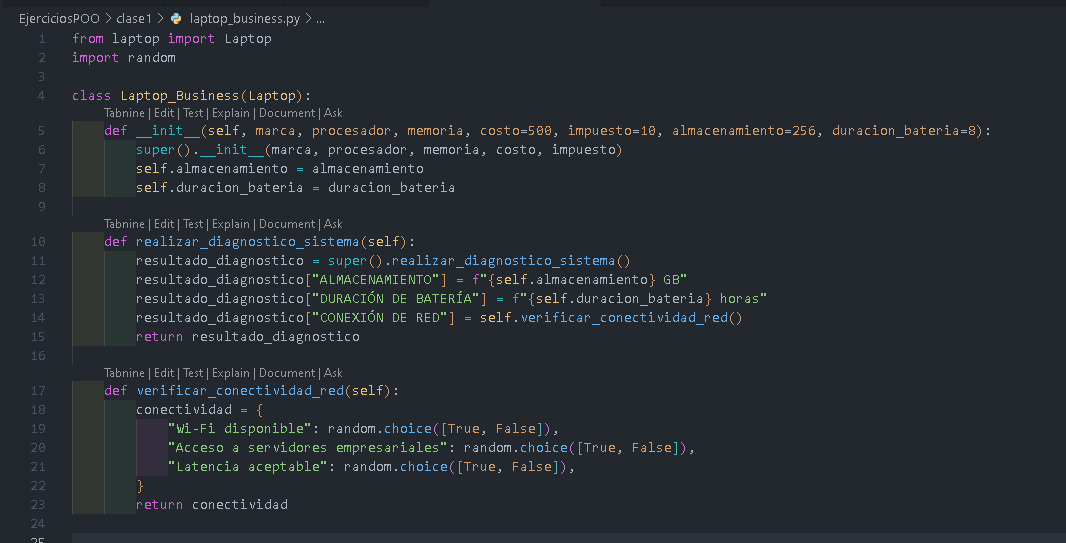 EjerciciosPOO > clase1 > laptop_business.py > ...
1 from laptop import Laptop
2 import random
3
4 class Laptop_Business(Laptop):
Tabnine | Edit | Test | Explain | Document | Ask
5     def __init__(self, marca, procesador, memoria, costo=500, impuesto=10, almacenamiento=256, duracion_bateria=8):
6         super().__init__(marca, procesador, memoria, costo, impuesto)
7         self.almacenamiento = almacenamiento
8         self.duracion_bateria = duracion_bateria
9
Tabnine | Edit | Test | Explain | Document | Ask
10     def realizar_diagnostico_sistema(self):
11         resultado_diagnostico = super().realizar_diagnostico_sistema()
12         resultado_diagnostico["ALMACENAMIENTO"] = f"{self.almacenamiento} GB"
13         resultado_diagnostico["DURACIÓN DE BATERÍA"] = f"{self.duracion_bateria} horas"
14         resultado_diagnostico["CONEXIÓN DE RED"] = self.verificar_conectividad_red()
15         return resultado_diagnostico
16
Tabnine | Edit | Test | Explain | Document | Ask
17     def verificar_conectividad_red(self):
18         conectividad = {
19             "Wi-Fi disponible": random.choice([True, False]),
20             "Acceso a servidores empresariales": random.choice([True, False]),
21             "Latencia aceptable": random.choice([True, False]),
22         }
23         return conectividad
24
25